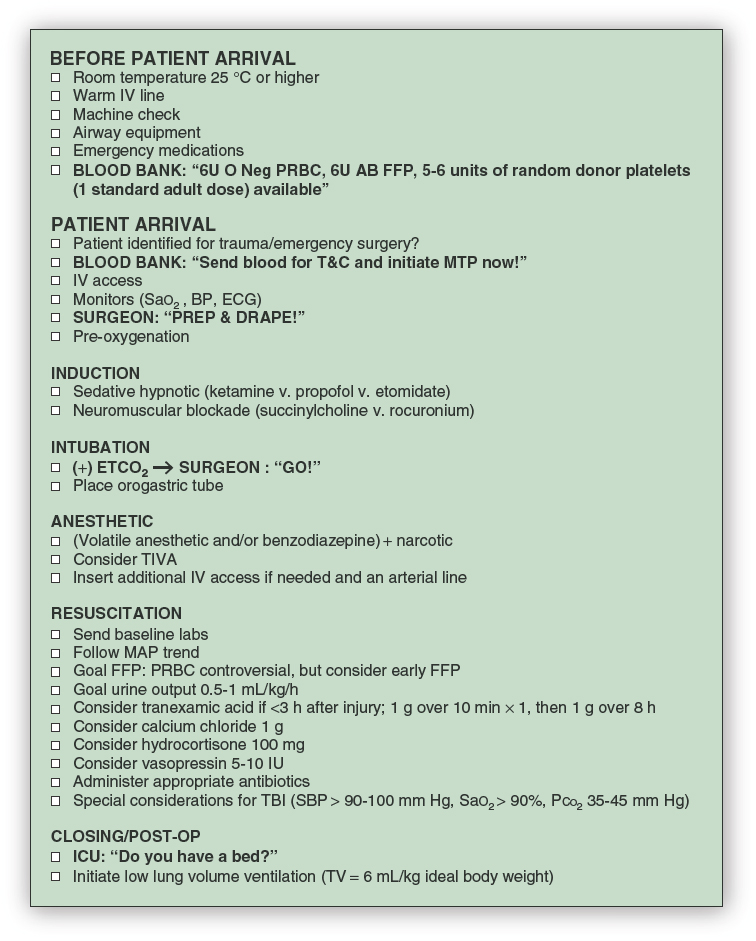 BEFORE PATIENT ARRIVAL
□ Room temperature 25 °C or higher
□ Warm IV line
□ Machine check
□ Airway equipment
□ Emergency medications
□ BLOOD BANK: “6U O Neg PRBC, 6U AB FFP, 5-6 units of random donor platelets
(1 standard adult dose) available”
PATIENT ARRIVAL
□ Patient identified for trauma/emergency surgery?
□ BLOOD BANK: “Send blood for T&C and initiate MTP now!”
□ IV access
□ Monitors (SaO₂ , BP, ECG)
□ SURGEON: “PREP & DRAPE!”
□ Pre-oxygenation
INDUCTION
□ Sedative hypnotic (ketamine v. propofol v. etomidate)
□ Neuromuscular blockade (succinylcholine v. rocuronium)
INTUBATION
□ (+) ETCO₂ → SURGEON : “GO!”
□ Place orogastric tube
ANESTHETIC
□ (Volatile anesthetic and/or benzodiazepine) + narcotic
□ Consider TIVA
□ Insert additional IV access if needed and an arterial line
RESUSCITATION
□ Send baseline labs
□ Follow MAP trend
□ Goal FFP: PRBC controversial, but consider early FFP
□ Goal urine output 0.5-1 mL/kg/h
□ Consider tranexamic acid if <3 h after injury; 1 g over 10 min × 1, then 1 g over 8 h
□ Consider calcium chloride 1 g
□ Consider hydrocortisone 100 mg
□ Consider vasopressin 5-10 IU
□ Administer appropriate antibiotics
□ Special considerations for TBI (SBP > 90-100 mm Hg, SaO₂ > 90%, PCO₂ 35-45 mm Hg)
CLOSING/POST-OP
□ ICU: “Do you have a bed?”
□ Initiate low lung volume ventilation (TV = 6 mL/kg ideal body weight)